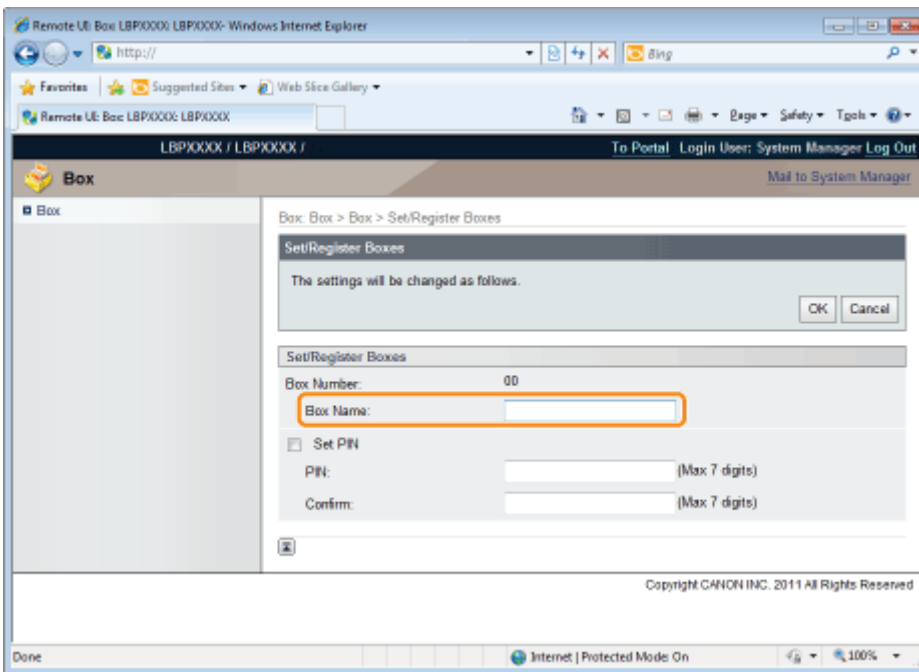 Remote UI: Box: LBPXXXX: LBPXXXX- Windows Internet Explorer
http://
Bing
Favorites Suggested Sites Web Slice Gallery
Remote UI: Box: LBPXXXX: LBPXXXX
Page Safety Tools
LBPXXXX / LBPXXXX / To Portal Login User: System Manager Log Out
Box Mail to System Manager
Box
Box: Box > Box > Set/Register Boxes
Set/Register Boxes
The settings will be changed as follows.
OK Cancel
Set/Register Boxes
Box Number: 00
Box Name:
Set PIN
PIN: (Max 7 digits)
Confirm: (Max 7 digits)
Copyright CANON INC. 2011 All Rights Reserved
Done Internet | Protected Mode: On 100%